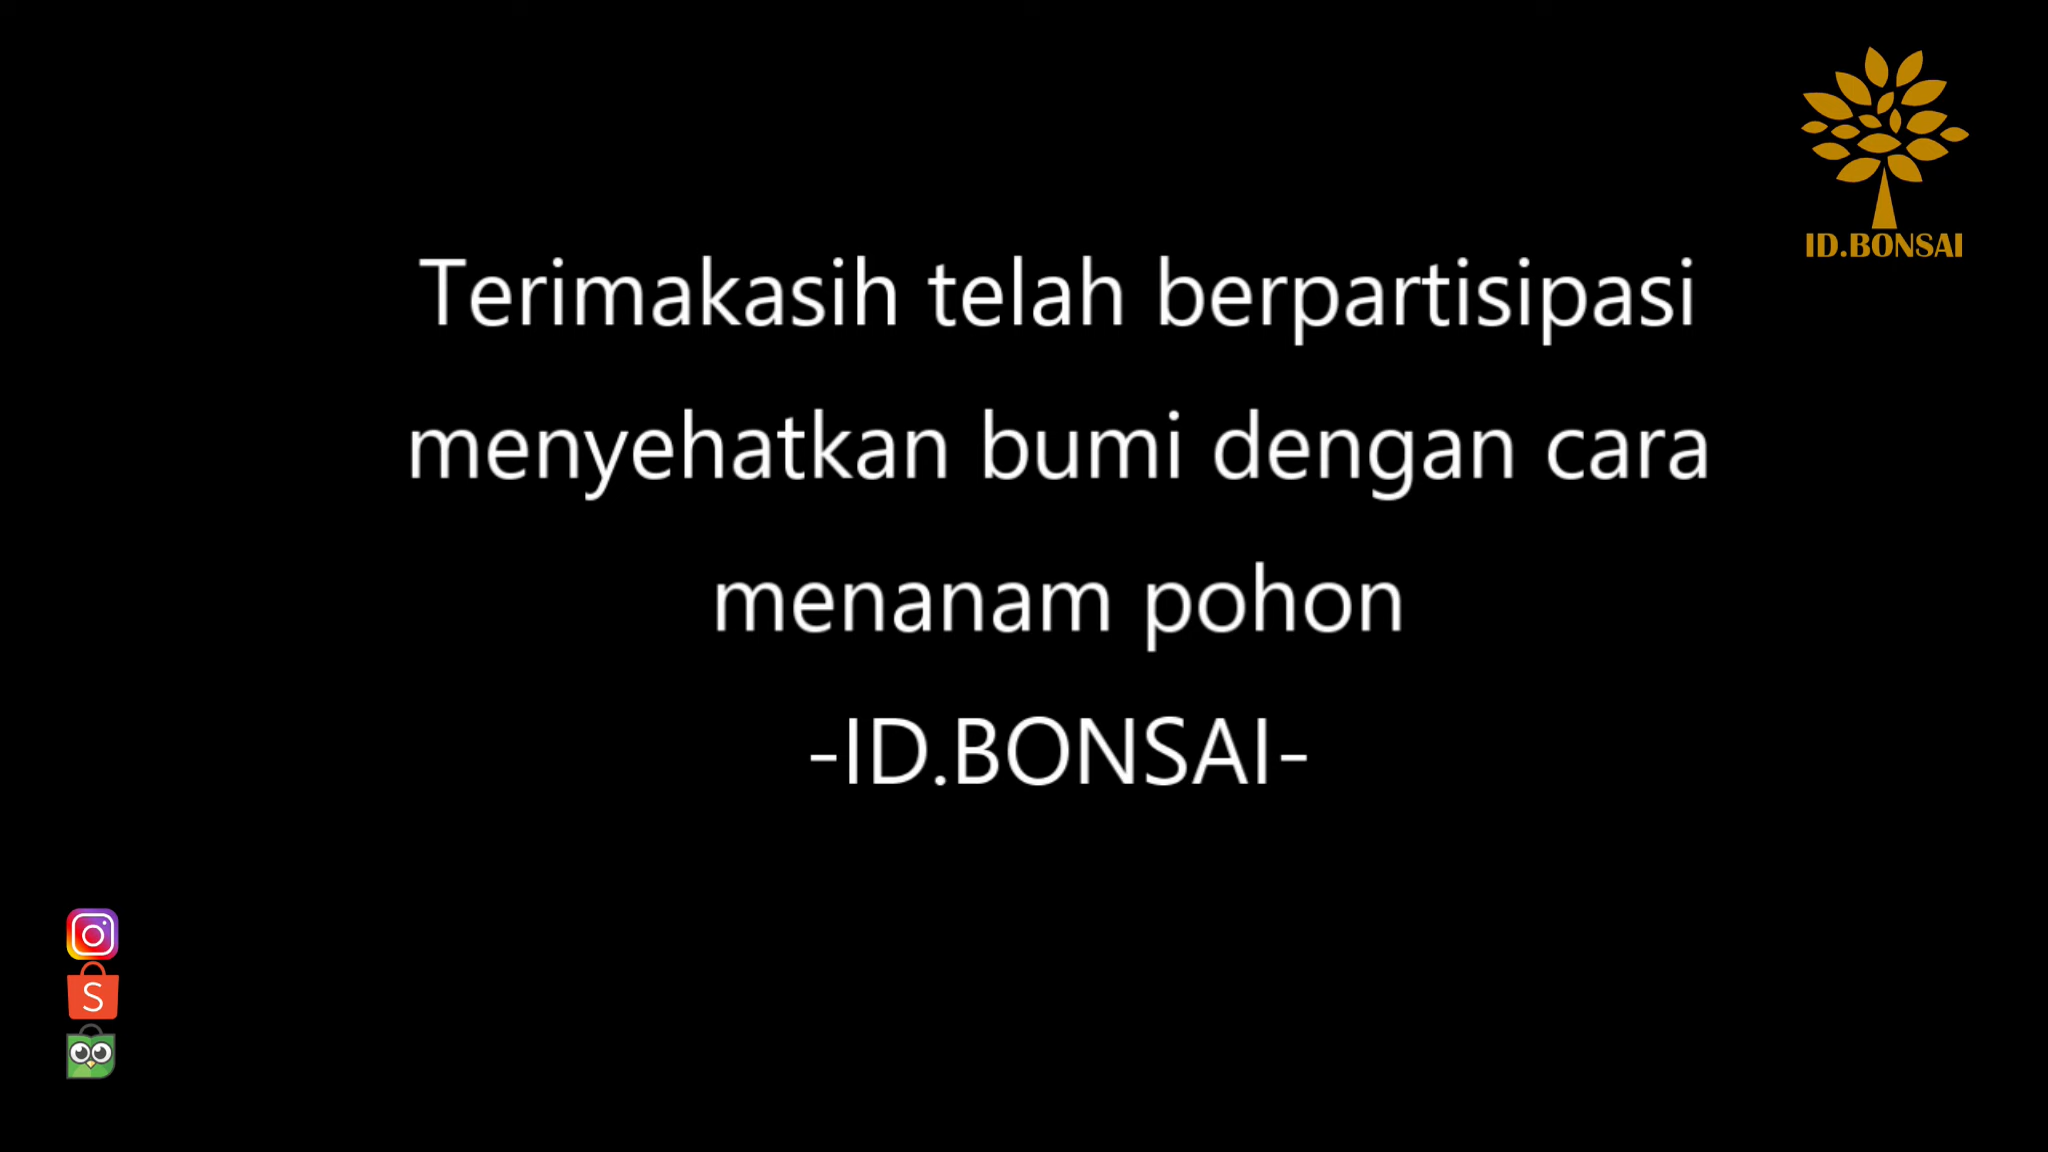 ID.BONSAI
Terimakasih telah berpartisipasi
menyehatkan bumi dengan cara
menanam pohon
-ID.BONSAI-
S